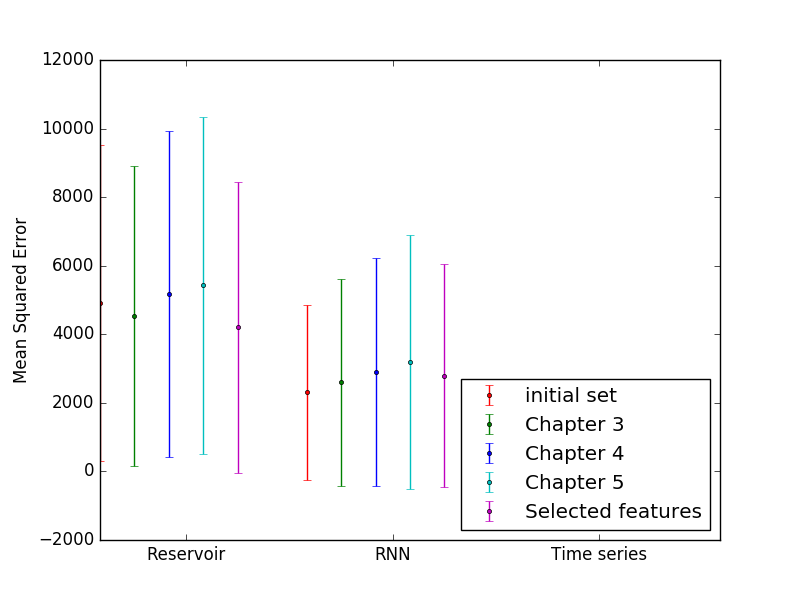 12000
10000
8000
6000
4000
2000
0
−2000
Mean Squared Error
Reservoir
RNN
Time series
initial set
Chapter 3
Chapter 4
Chapter 5
Selected features